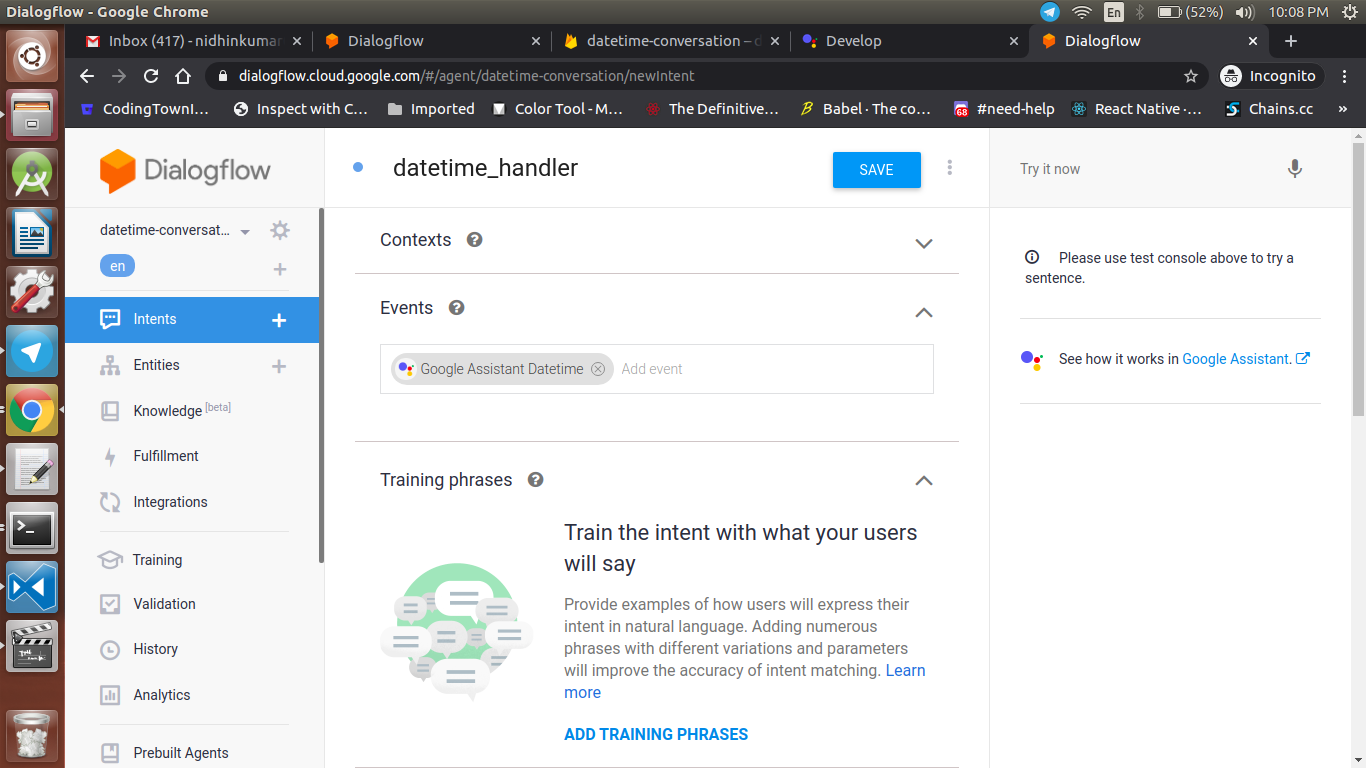 Dialogflow - Google Chrome
En
(52%)
10:08 PM
Inbox (417) - nidhinkumar
Dialogflow
datetime-conversation – d
Develop
Dialogflow
dialogflow.cloud.google.com/#/agent/datetime-conversation/newIntent
Incognito
CodingTownI...
Inspect with C...
Imported
Color Tool - M...
The Definitive...
Babel · The co...
68
#need-help
React Native ·...
Chains.cc
»
Dialogflow
datetime-conversat...
en
Intents
Entities
Knowledge [beta]
Fulfillment
Integrations
Training
Validation
History
Analytics
Prebuilt Agents
datetime_handler
SAVE
Contexts
Events
Google Assistant Datetime
Add event
Training phrases
Train the intent with what your users
will say
Provide examples of how users will express their
intent in natural language. Adding numerous
phrases with different variations and parameters
will improve the accuracy of intent matching. Learn
more
ADD TRAINING PHRASES
Try it now
Please use test console above to try a
sentence.
See how it works in Google Assistant.